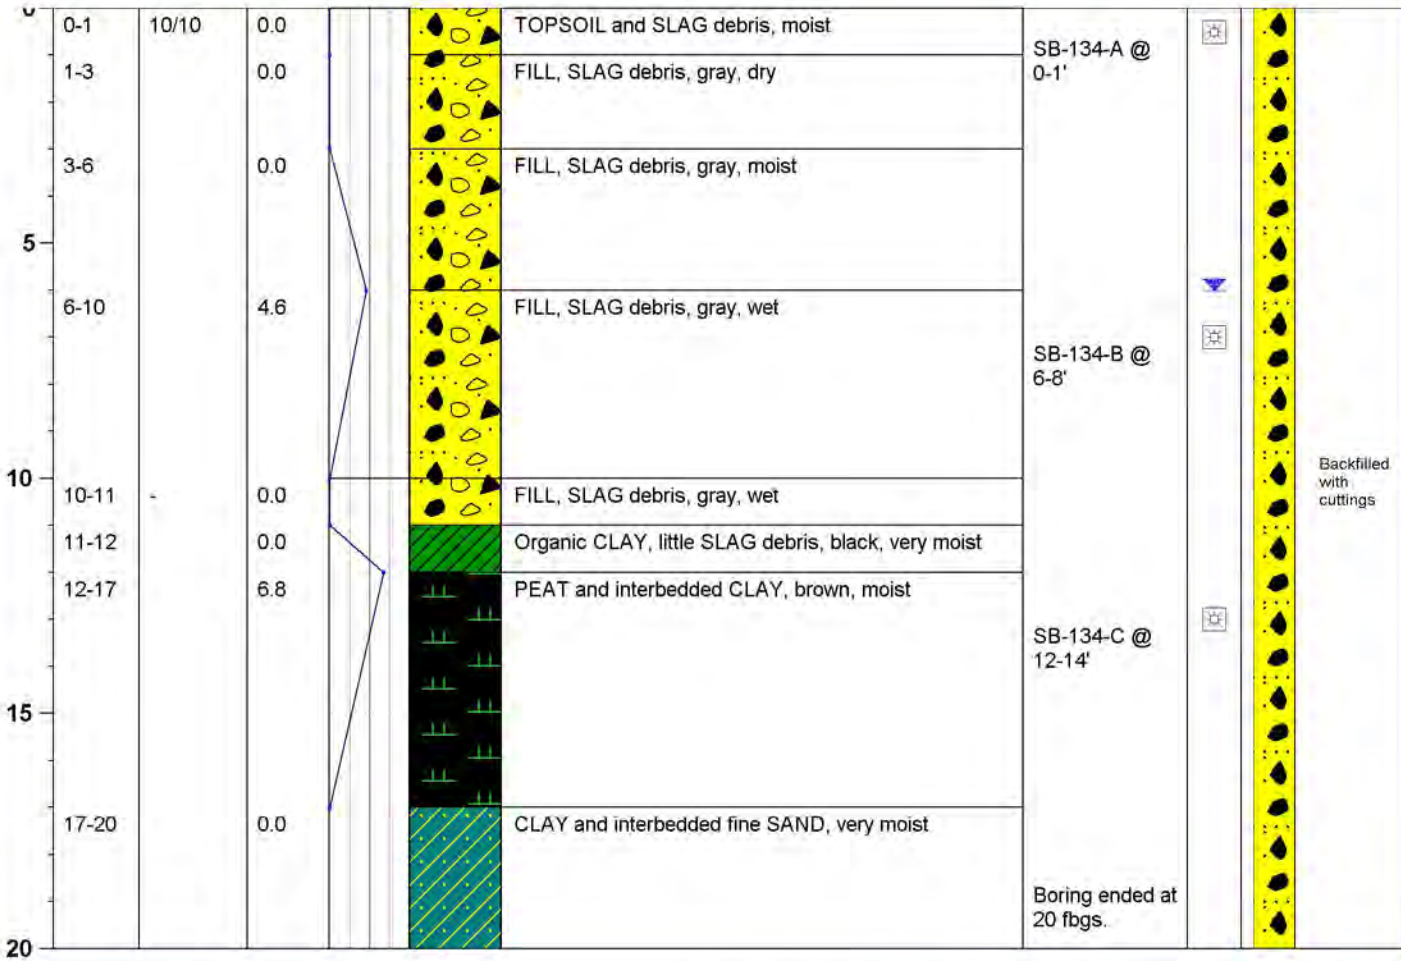 0
0-1 10/10 0.0 TOPSOIL and SLAG debris, moist
SB-134-A @
0-1'
1-3 0.0 FILL, SLAG debris, gray, dry
3-6 0.0 FILL, SLAG debris, gray, moist
5
6-10 4.6 FILL, SLAG debris, gray, wet
SB-134-B @
6-8'
10
Backfilled
with
cuttings
10-11 - 0.0 FILL, SLAG debris, gray, wet
11-12 0.0 Organic CLAY, little SLAG debris, black, very moist
12-17 6.8 PEAT and interbedded CLAY, brown, moist
SB-134-C @
12-14'
15
17-20 0.0 CLAY and interbedded fine SAND, very moist
Boring ended at
20 fbgs.
20